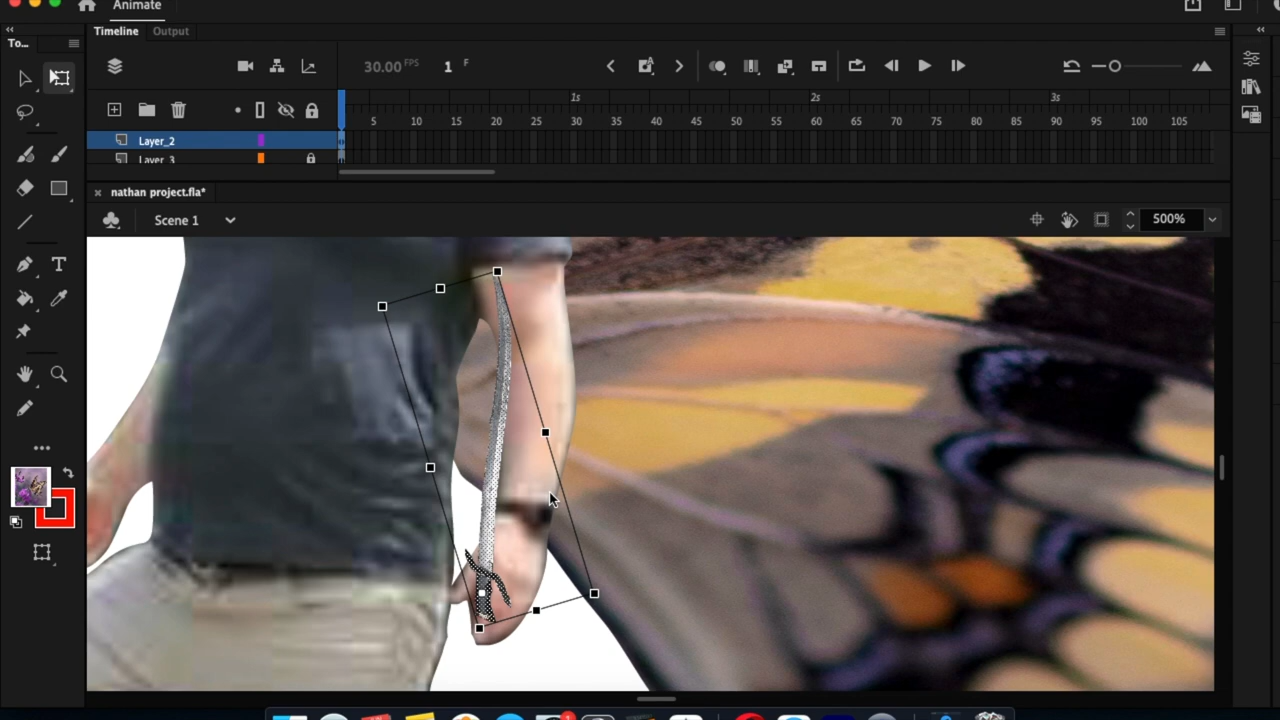 Animate
Timeline Output
To...
30.00 FPS 1 F
1s 2s 3s
5 10 15 20 25 30 35 40 45 50 55 60 65 70 75 80 85 90 95 100 105
Layer_2
Layer_3
nathan project.fla*
Scene 1
500%
T